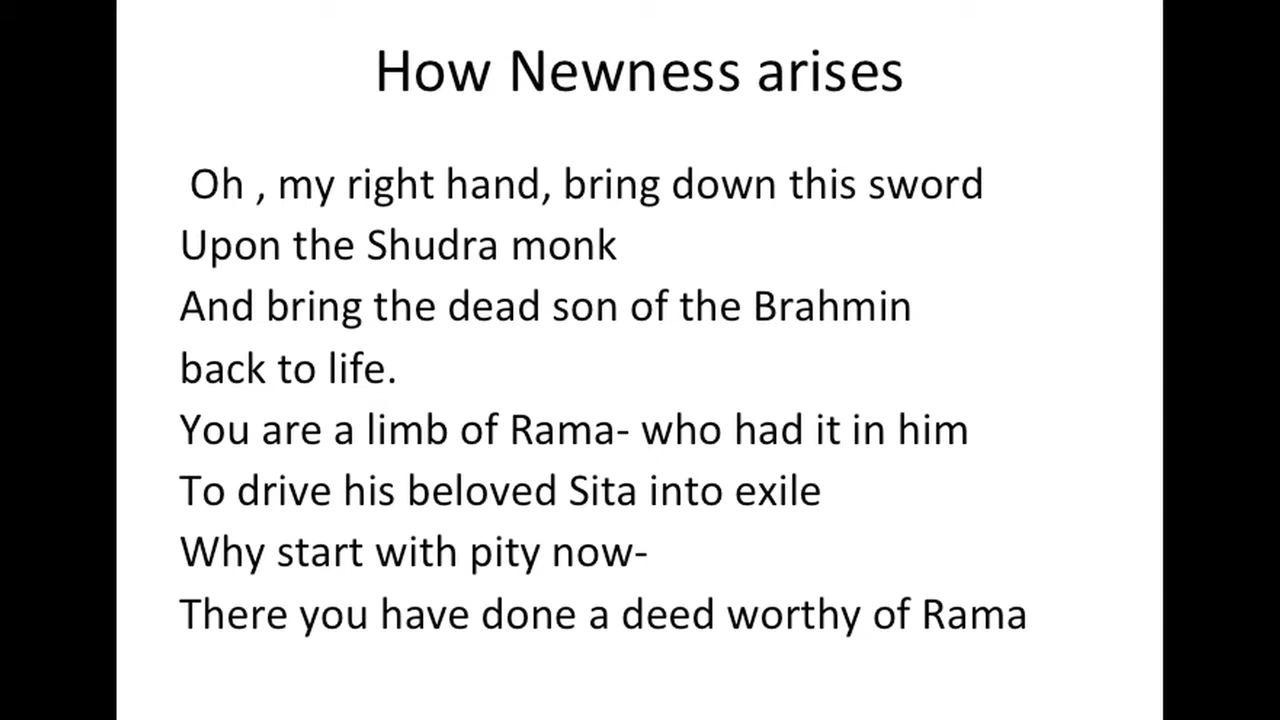 How Newness arises
Oh , my right hand, bring down this sword
Upon the Shudra monk
And bring the dead son of the Brahmin
back to life.
You are a limb of Rama- who had it in him
To drive his beloved Sita into exile
Why start with pity now-
There you have done a deed worthy of Rama